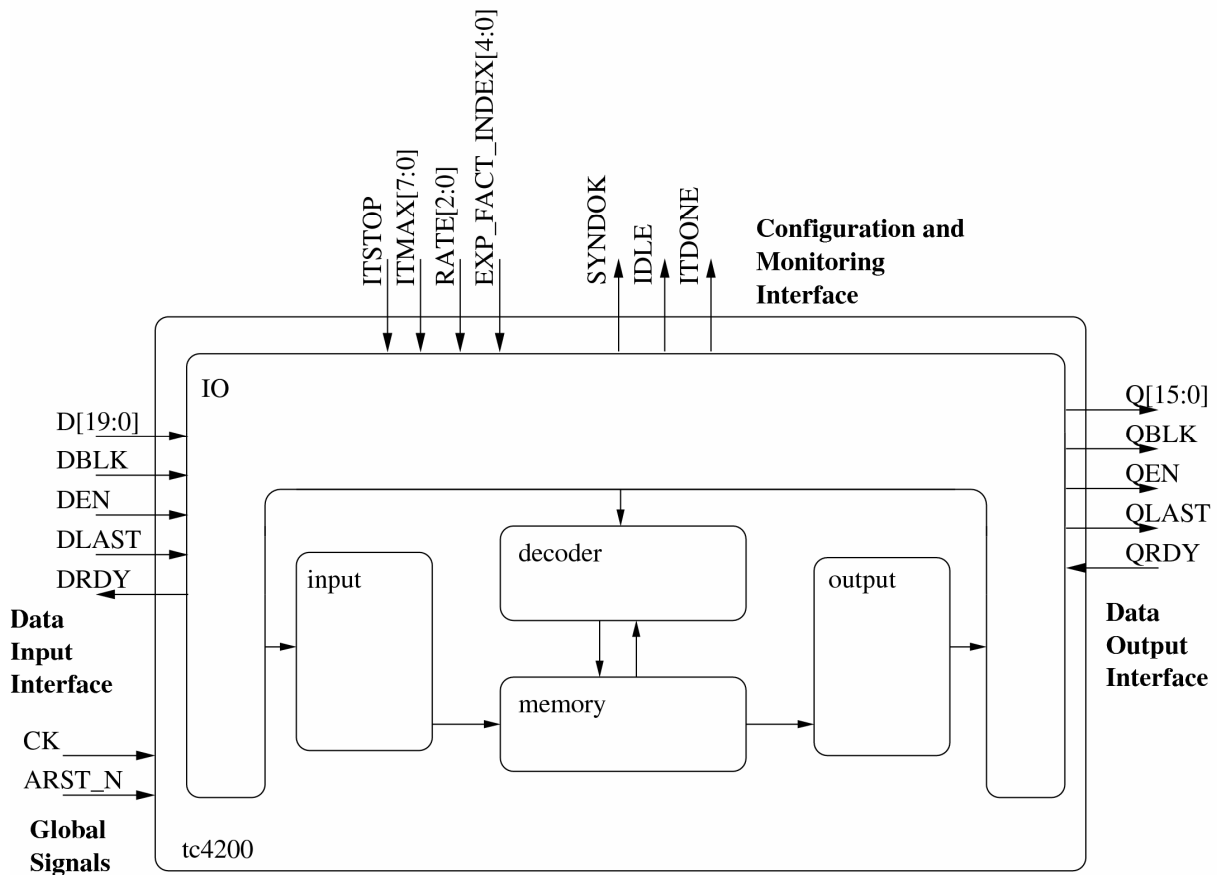 ITSTOP
ITMAX[7:0]
RATE[2:0]
EXP_FACT_INDEX[4:0]
SYNDOK
IDLE
ITDONE
Configuration and
Monitoring
Interface
IO
D[19:0]
DBLK
DEN
DLAST
DRDY
Data
Input
Interface
CK
ARST_N
Global
Signals
input
decoder
memory
output
Q[15:0]
QBLK
QEN
QLAST
QRDY
Data
Output
Interface
tc4200